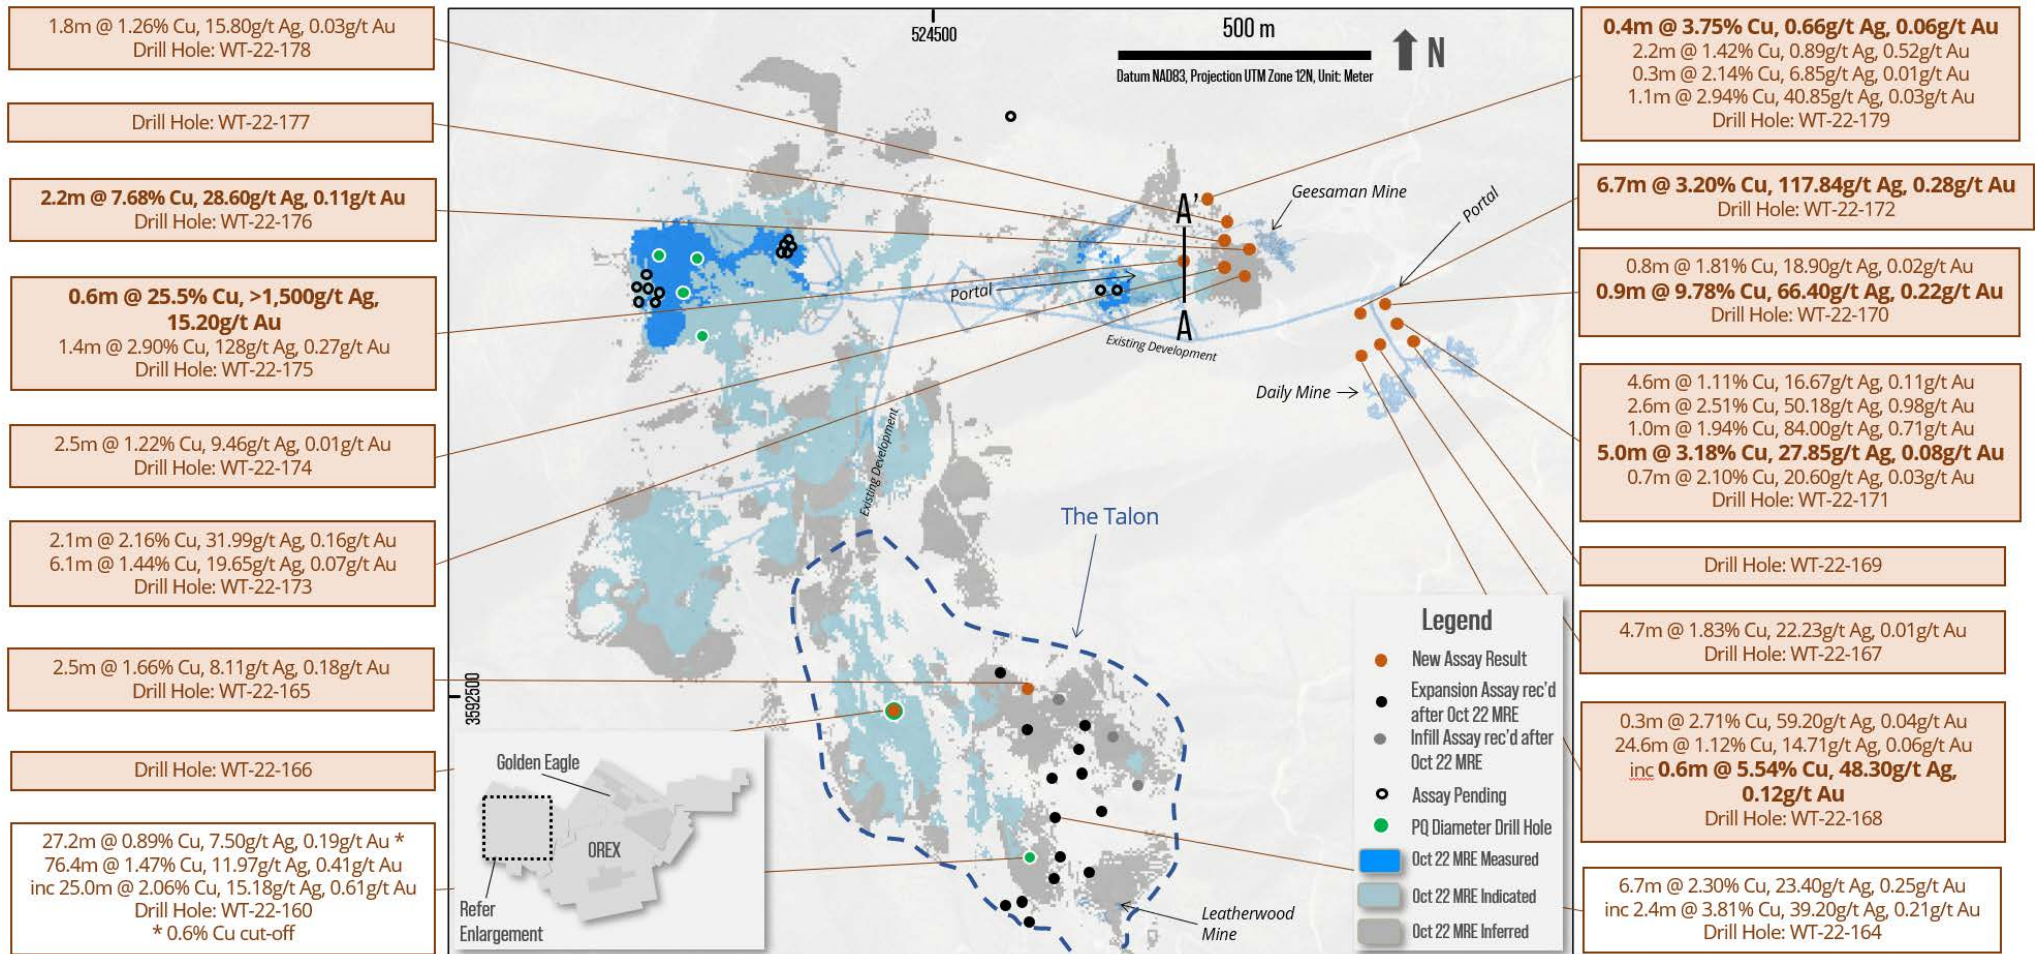 1.8m @ 1.26% Cu, 15.80g/t Ag, 0.03g/t Au
Drill Hole: WT-22-178
Drill Hole: WT-22-177
2.2m @ 7.68% Cu, 28.60g/t Ag, 0.11g/t Au
Drill Hole: WT-22-176
0.6m @ 25.5% Cu, >1,500g/t Ag,
15.20g/t Au
1.4m @ 2.90% Cu, 128g/t Ag, 0.27g/t Au
Drill Hole: WT-22-175
2.5m @ 1.22% Cu, 9.46g/t Ag, 0.01g/t Au
Drill Hole: WT-22-174
2.1m @ 2.16% Cu, 31.99g/t Ag, 0.16g/t Au
6.1m @ 1.44% Cu, 19.65g/t Ag, 0.07g/t Au
Drill Hole: WT-22-173
2.5m @ 1.66% Cu, 8.11g/t Ag, 0.18g/t Au
Drill Hole: WT-22-165
Drill Hole: WT-22-166
27.2m @ 0.89% Cu, 7.50g/t Ag, 0.19g/t Au *
76.4m @ 1.47% Cu, 11.97g/t Ag, 0.41g/t Au
inc 25.0m @ 2.06% Cu, 15.18g/t Ag, 0.61g/t Au
Drill Hole: WT-22-160
* 0.6% Cu cut-off
524500
500 m
N
Datum NAD83, Projection UTM Zone 12N, Unit: Meter
A'
Geesaman Mine
Portal
Portal
A
Existing Development
Daily Mine
Existing Development
The Talon
3592500
Golden Eagle
OREX
Refer
Enlargement
Leatherwood
Mine
Legend
New Assay Result
Expansion Assay rec'd
after Oct 22 MRE
Infill Assay rec'd after
Oct 22 MRE
Assay Pending
PQ Diameter Drill Hole
Oct 22 MRE Measured
Oct 22 MRE Indicated
Oct 22 MRE Inferred
0.4m @ 3.75% Cu, 0.66g/t Ag, 0.06g/t Au
2.2m @ 1.42% Cu, 0.89g/t Ag, 0.52g/t Au
0.3m @ 2.14% Cu, 6.85g/t Ag, 0.01g/t Au
1.1m @ 2.94% Cu, 40.85g/t Ag, 0.03g/t Au
Drill Hole: WT-22-179
6.7m @ 3.20% Cu, 117.84g/t Ag, 0.28g/t Au
Drill Hole: WT-22-172
0.8m @ 1.81% Cu, 18.90g/t Ag, 0.02g/t Au
0.9m @ 9.78% Cu, 66.40g/t Ag, 0.22g/t Au
Drill Hole: WT-22-170
4.6m @ 1.11% Cu, 16.67g/t Ag, 0.11g/t Au
2.6m @ 2.51% Cu, 50.18g/t Ag, 0.98g/t Au
1.0m @ 1.94% Cu, 84.00g/t Ag, 0.71g/t Au
5.0m @ 3.18% Cu, 27.85g/t Ag, 0.08g/t Au
0.7m @ 2.10% Cu, 20.60g/t Ag, 0.03g/t Au
Drill Hole: WT-22-171
Drill Hole: WT-22-169
4.7m @ 1.83% Cu, 22.23g/t Ag, 0.01g/t Au
Drill Hole: WT-22-167
0.3m @ 2.71% Cu, 59.20g/t Ag, 0.04g/t Au
24.6m @ 1.12% Cu, 14.71g/t Ag, 0.06g/t Au
inc 0.6m @ 5.54% Cu, 48.30g/t Ag,
0.12g/t Au
Drill Hole: WT-22-168
6.7m @ 2.30% Cu, 23.40g/t Ag, 0.25g/t Au
inc 2.4m @ 3.81% Cu, 39.20g/t Ag, 0.21g/t Au
Drill Hole: WT-22-164